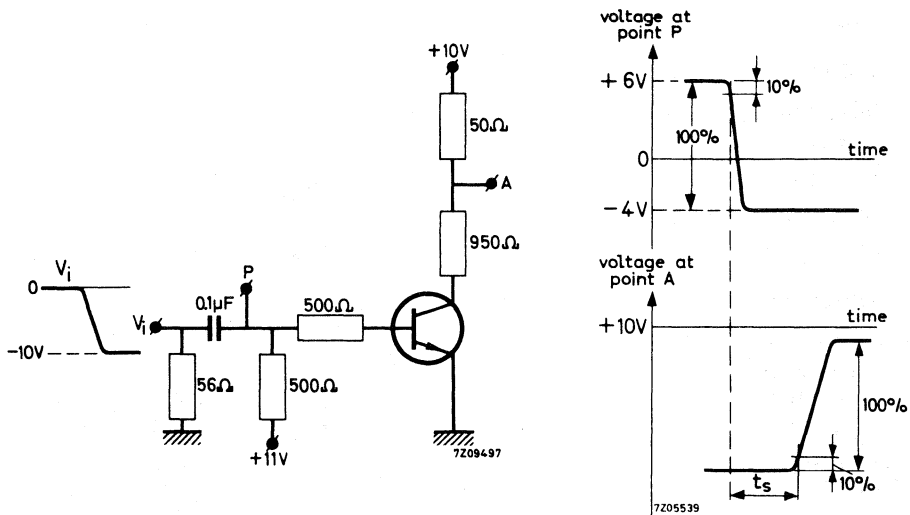 +10V
50Ω
A
950Ω
P
Vi
0
0.1µF
500Ω
Vi
-10V
56Ω
500Ω
+11V
7Z09497
voltage at
point P
+6V
10%
100%
time
0
-4V
voltage at
point A
time
+10V
100%
ts
10%
7Z05539